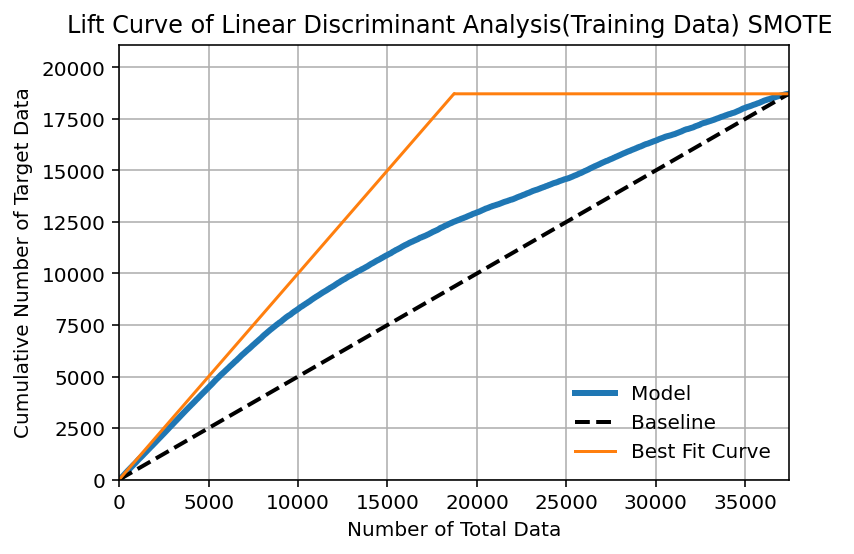 Lift Curve of Linear Discriminant Analysis(Training Data) SMOTE
20000
17500
15000
12500
10000
7500
5000
2500
0
Cumulative Number of Target Data
Model
Baseline
Best Fit Curve
0 5000 10000 15000 20000 25000 30000 35000
Number of Total Data